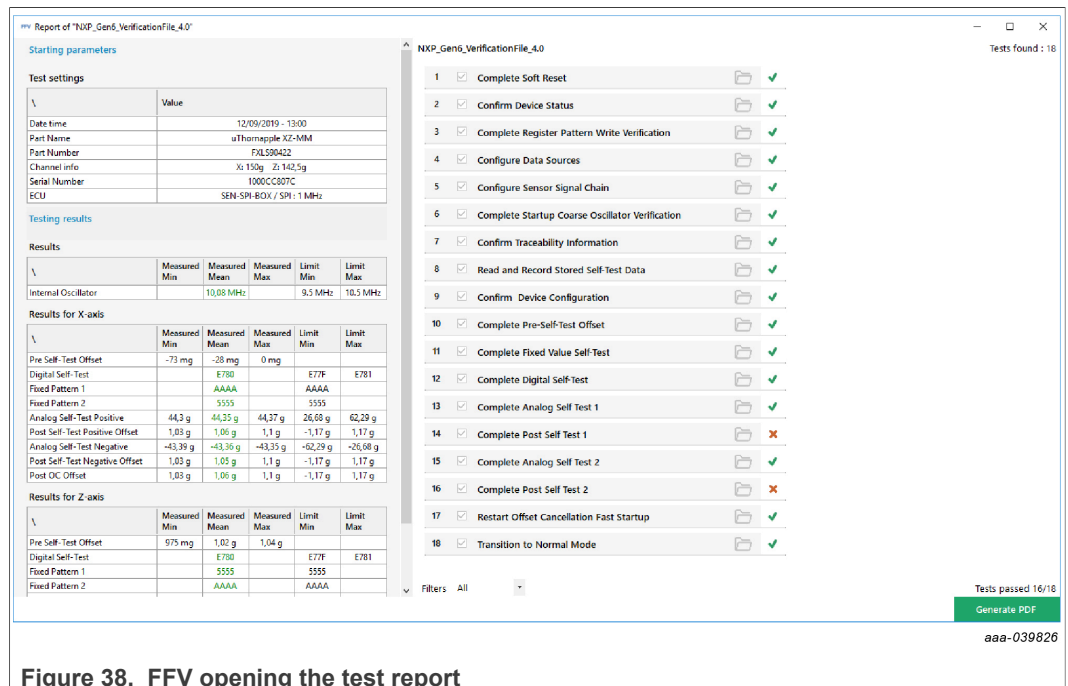 FFV Report of "NXP_Gen6_VerificationFile_4.0"
Starting parameters
Test settings
\ Value
Date time 12/09/2019 - 13:00
Part Name uThornapple XZ-MM
Part Number FXLS90422
Channel info X: 150g Z: 142,5g
Serial Number 1000CC807C
ECU SEN-SPI-BOX / SPI : 1 MHz
Testing results
Results
\ Measured Min Measured Mean Measured Max Limit Min Limit Max
Internal Oscillator 10,08 MHz 9.5 MHz 10.5 MHz
Results for X-axis
\ Measured Min Measured Mean Measured Max Limit Min Limit Max
Pre Self-Test Offset -73 mg -28 mg 0 mg
Digital Self-Test E780 E77F E781
Fixed Pattern 1 AAAA AAAA
Fixed Pattern 2 5555 5555
Analog Self-Test Positive 44,3 g 44,35 g 44,37 g 26,68 g 62,29 g
Post Self-Test Positive Offset 1,03 g 1,06 g 1,1 g -1,17 g 1,17 g
Analog Self-Test Negative -43,39 g -43,36 g -43,35 g -62,29 g -26,68 g
Post Self-Test Negative Offset 1,03 g 1,05 g 1,1 g -1,17 g 1,17 g
Post OC Offset 1,03 g 1,06 g 1,1 g -1,17 g 1,17 g
Results for Z-axis
\ Measured Min Measured Mean Measured Max Limit Min Limit Max
Pre Self-Test Offset 975 mg 1,02 g 1,04 g
Digital Self-Test E780 E77F E781
Fixed Pattern 1 5555 5555
Fixed Pattern 2 AAAA AAAA
NXP_Gen6_VerificationFile_4.0 Tests found : 18
1 Complete Soft Reset
2 Confirm Device Status
3 Complete Register Pattern Write Verification
4 Configure Data Sources
5 Configure Sensor Signal Chain
6 Complete Startup Coarse Oscillator Verification
7 Confirm Traceability Information
8 Read and Record Stored Self-Test Data
9 Confirm Device Configuration
10 Complete Pre-Self-Test Offset
11 Complete Fixed Value Self-Test
12 Complete Digital Self-Test
13 Complete Analog Self Test 1
14 Complete Post Self Test 1
15 Complete Analog Self Test 2
16 Complete Post Self Test 2
17 Restart Offset Cancellation Fast Startup
18 Transition to Normal Mode
Filters All Tests passed 16/18
Generate PDF
aaa-039826
Figure 38. FFV opening the test report